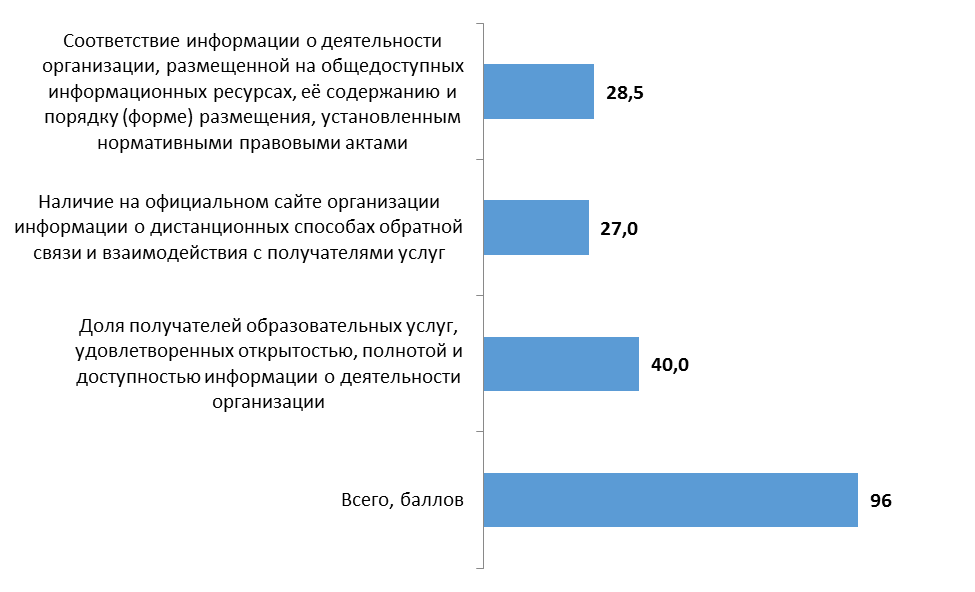 Соответствие информации о деятельности
организации, размещенной на общедоступных
информационных ресурсах, её содержанию и
порядку (форме) размещения, установленным
нормативными правовыми актами
28,5
Наличие на официальном сайте организации
информации о дистанционных способах обратной
связи и взаимодействия с получателями услуг
27,0
Доля получателей образовательных услуг,
удовлетворенных открытостью, полнотой и
доступностью информации о деятельности
организации
40,0
Всего, баллов
96